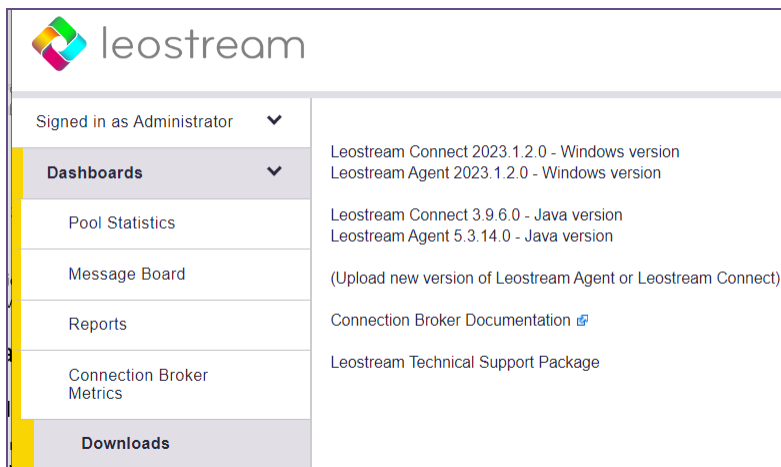 leostream
Signed in as Administrator
Dashboards
Pool Statistics
Message Board
Reports
Connection Broker
Metrics
Downloads
Leostream Connect 2023.1.2.0 - Windows version
Leostream Agent 2023.1.2.0 - Windows version
Leostream Connect 3.9.6.0 - Java version
Leostream Agent 5.3.14.0 - Java version
(Upload new version of Leostream Agent or Leostream Connect)
Connection Broker Documentation
Leostream Technical Support Package